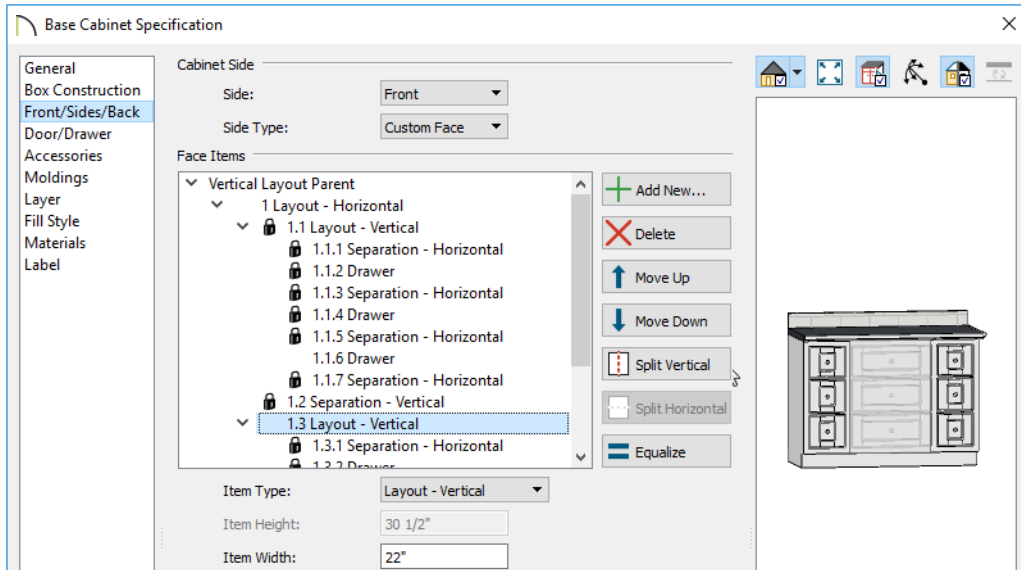 Base Cabinet Specification
General
Box Construction
Front/Sides/Back
Door/Drawer
Accessories
Moldings
Layer
Fill Style
Materials
Label
Cabinet Side
Side: Front
Side Type: Custom Face
Face Items
Vertical Layout Parent
1 Layout - Horizontal
1.1 Layout - Vertical
1.1.1 Separation - Horizontal
1.1.2 Drawer
1.1.3 Separation - Horizontal
1.1.4 Drawer
1.1.5 Separation - Horizontal
1.1.6 Drawer
1.1.7 Separation - Horizontal
1.2 Separation - Vertical
1.3 Layout - Vertical
1.3.1 Separation - Horizontal
1.3.2 Drawer
Add New...
Delete
Move Up
Move Down
Split Vertical
Split Horizontal
Equalize
Item Type: Layout - Vertical
Item Height: 30 1/2"
Item Width: 22"